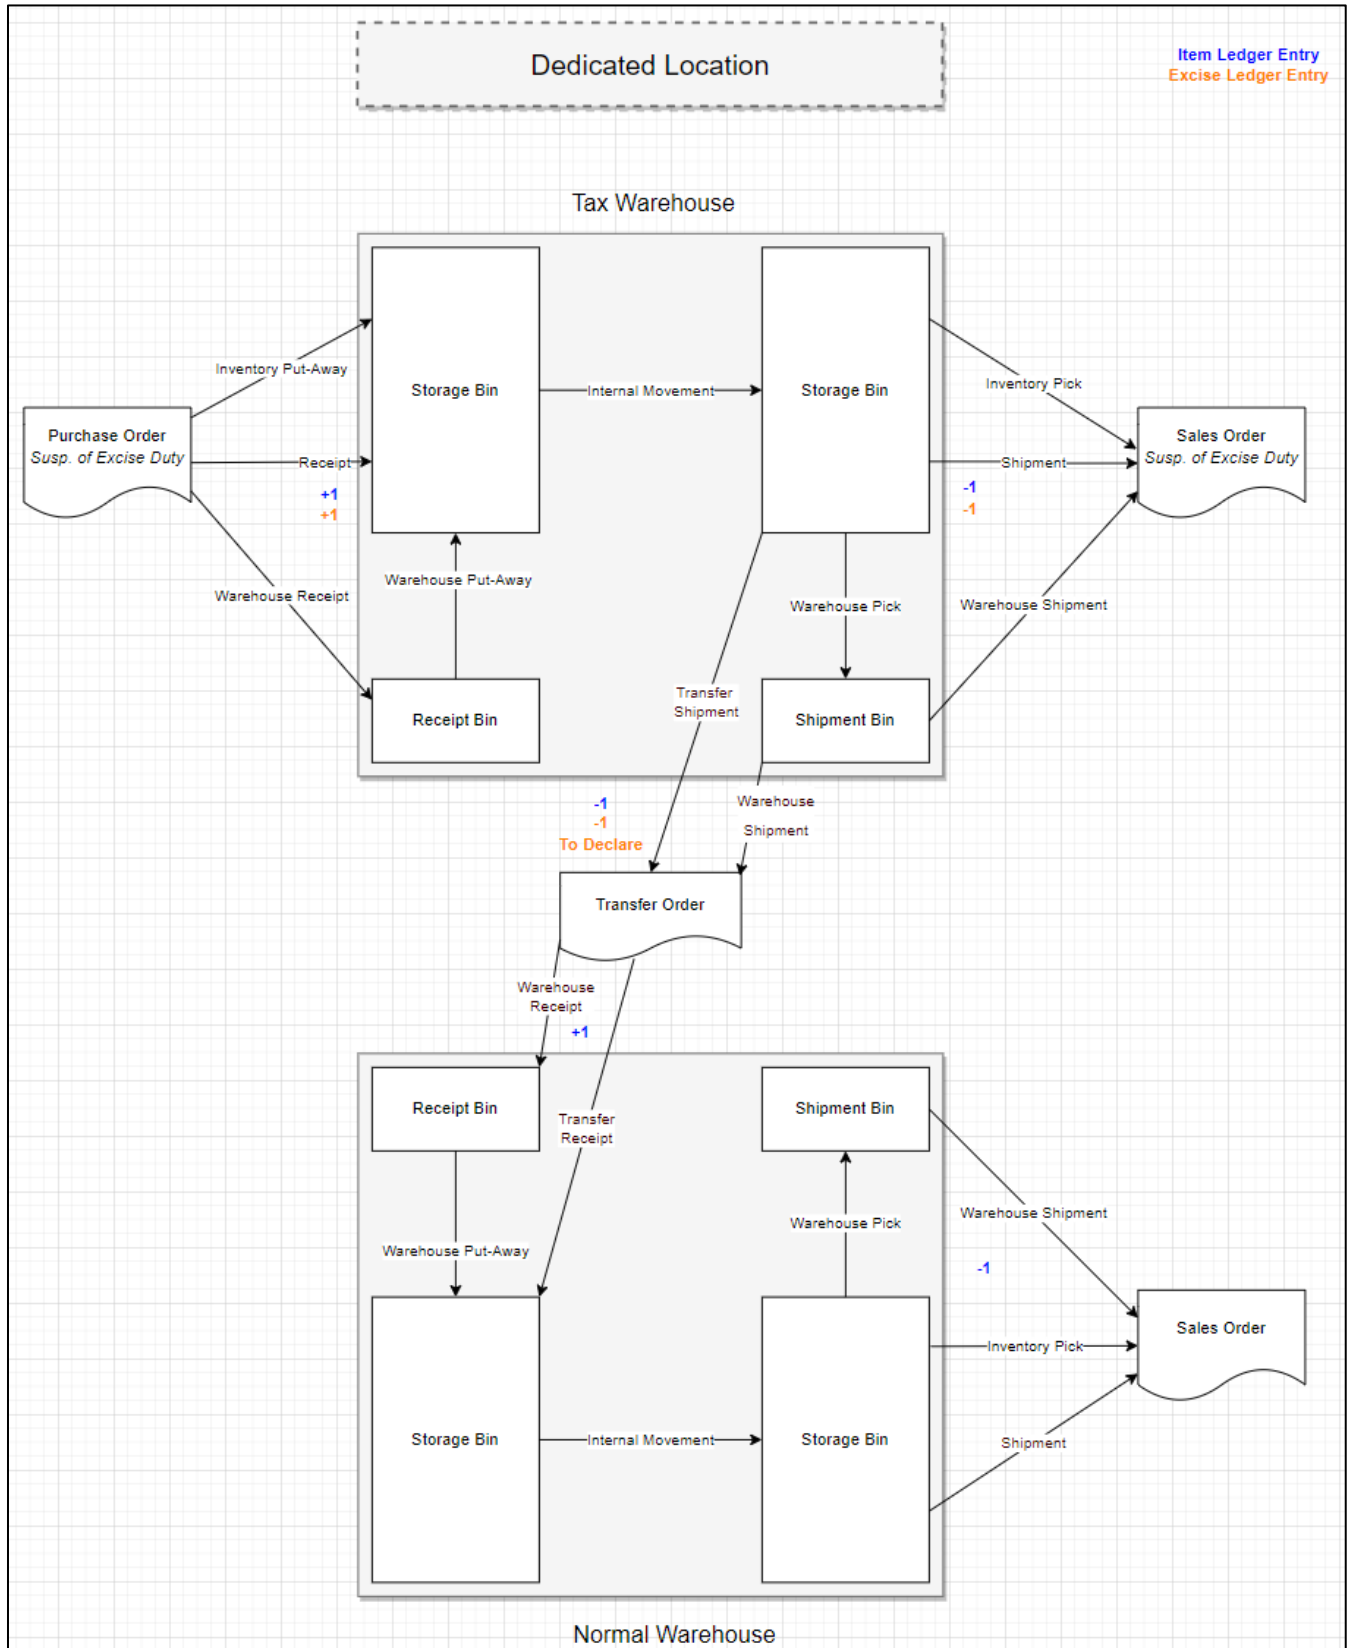 Dedicated Location
Item Ledger Entry
Excise Ledger Entry
Tax Warehouse
Storage Bin
Storage Bin
Inventory Put-Away
Internal Movement
Inventory Pick
Purchase Order
Susp. of Excise Duty
Sales Order
Susp. of Excise Duty
Receipt
Shipment
+1
+1
-1
-1
Warehouse Put-Away
Warehouse Receipt
Warehouse Pick
Warehouse Shipment
Transfer
Shipment
Receipt Bin
Shipment Bin
-1
-1
To Declare
Warehouse
Shipment
Transfer Order
Warehouse
Receipt
+1
Receipt Bin
Shipment Bin
Transfer
Receipt
Warehouse Put-Away
Warehouse Pick
Warehouse Shipment
-1
Sales Order
Inventory Pick
Storage Bin
Internal Movement
Storage Bin
Shipment
Normal Warehouse